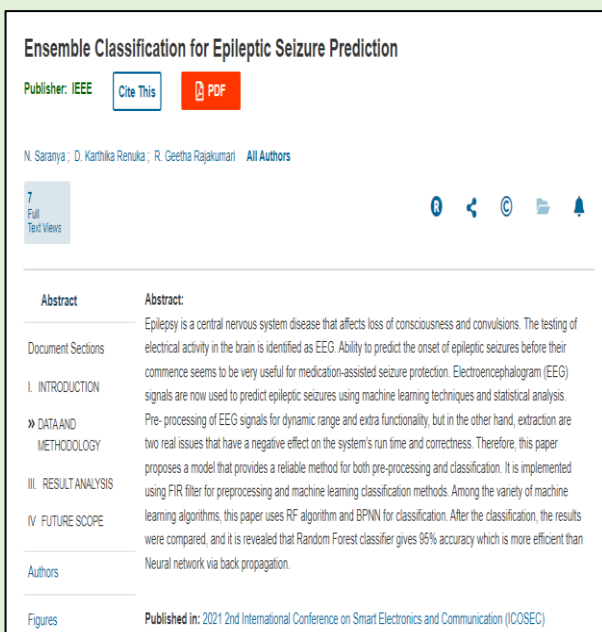 Ensemble Classification for Epileptic Seizure Prediction
Publisher: IEEE
Cite This
PDF
N. Saranya ; D. Karthika Renuka ; R. Geetha Rajakumari All Authors
7
Full
Text Views
Abstract
Document Sections
I. INTRODUCTION
» DATA AND
METHODOLOGY
III. RESULT ANALYSIS
IV FUTURE SCOPE
Authors
Figures
Abstract:
Epilepsy is a central nervous system disease that affects loss of consciousness and convulsions. The testing of
electrical activity in the brain is identified as EEG. Ability to predict the onset of epileptic seizures before their
commence seems to be very useful for medication-assisted seizure protection. Electroencephalogram (EEG)
signals are now used to predict epileptic seizures using machine learning techniques and statistical analysis.
Pre- processing of EEG signals for dynamic range and extra functionality, but in the other hand, extraction are
two real issues that have a negative effect on the system's run time and correctness. Therefore, this paper
proposes a model that provides a reliable method for both pre-processing and classification. It is implemented
using FIR filter for preprocessing and machine learning classification methods. Among the variety of machine
learning algorithms, this paper uses RF algorithm and BPNN for classification. After the classification, the results
were compared, and it is revealed that Random Forest classifier gives 95% accuracy which is more efficient than
Neural network via back propagation.
Published in: 2021 2nd International Conference on Smart Electronics and Communication (ICOSEC)